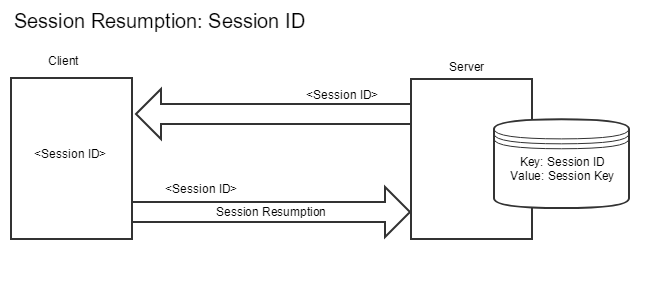 Session Resumption: Session ID
Client
Server
<Session ID>
<Session ID>
Key: Session ID
Value: Session Key
<Session ID>
Session Resumption